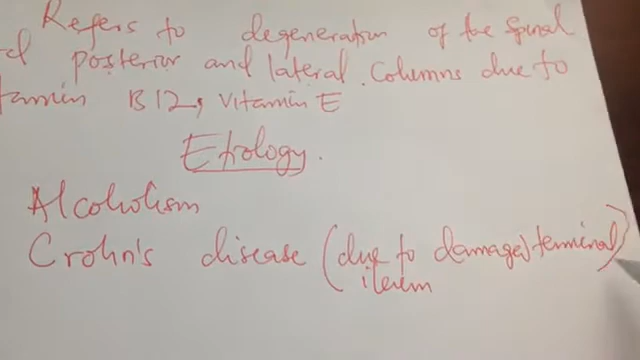 Refers to degeneration of the spinal
posterior and lateral columns due to
B12, Vitamin E
Etiology.
Alcoholism
Crohn's disease (due to damaged terminal
ileum)